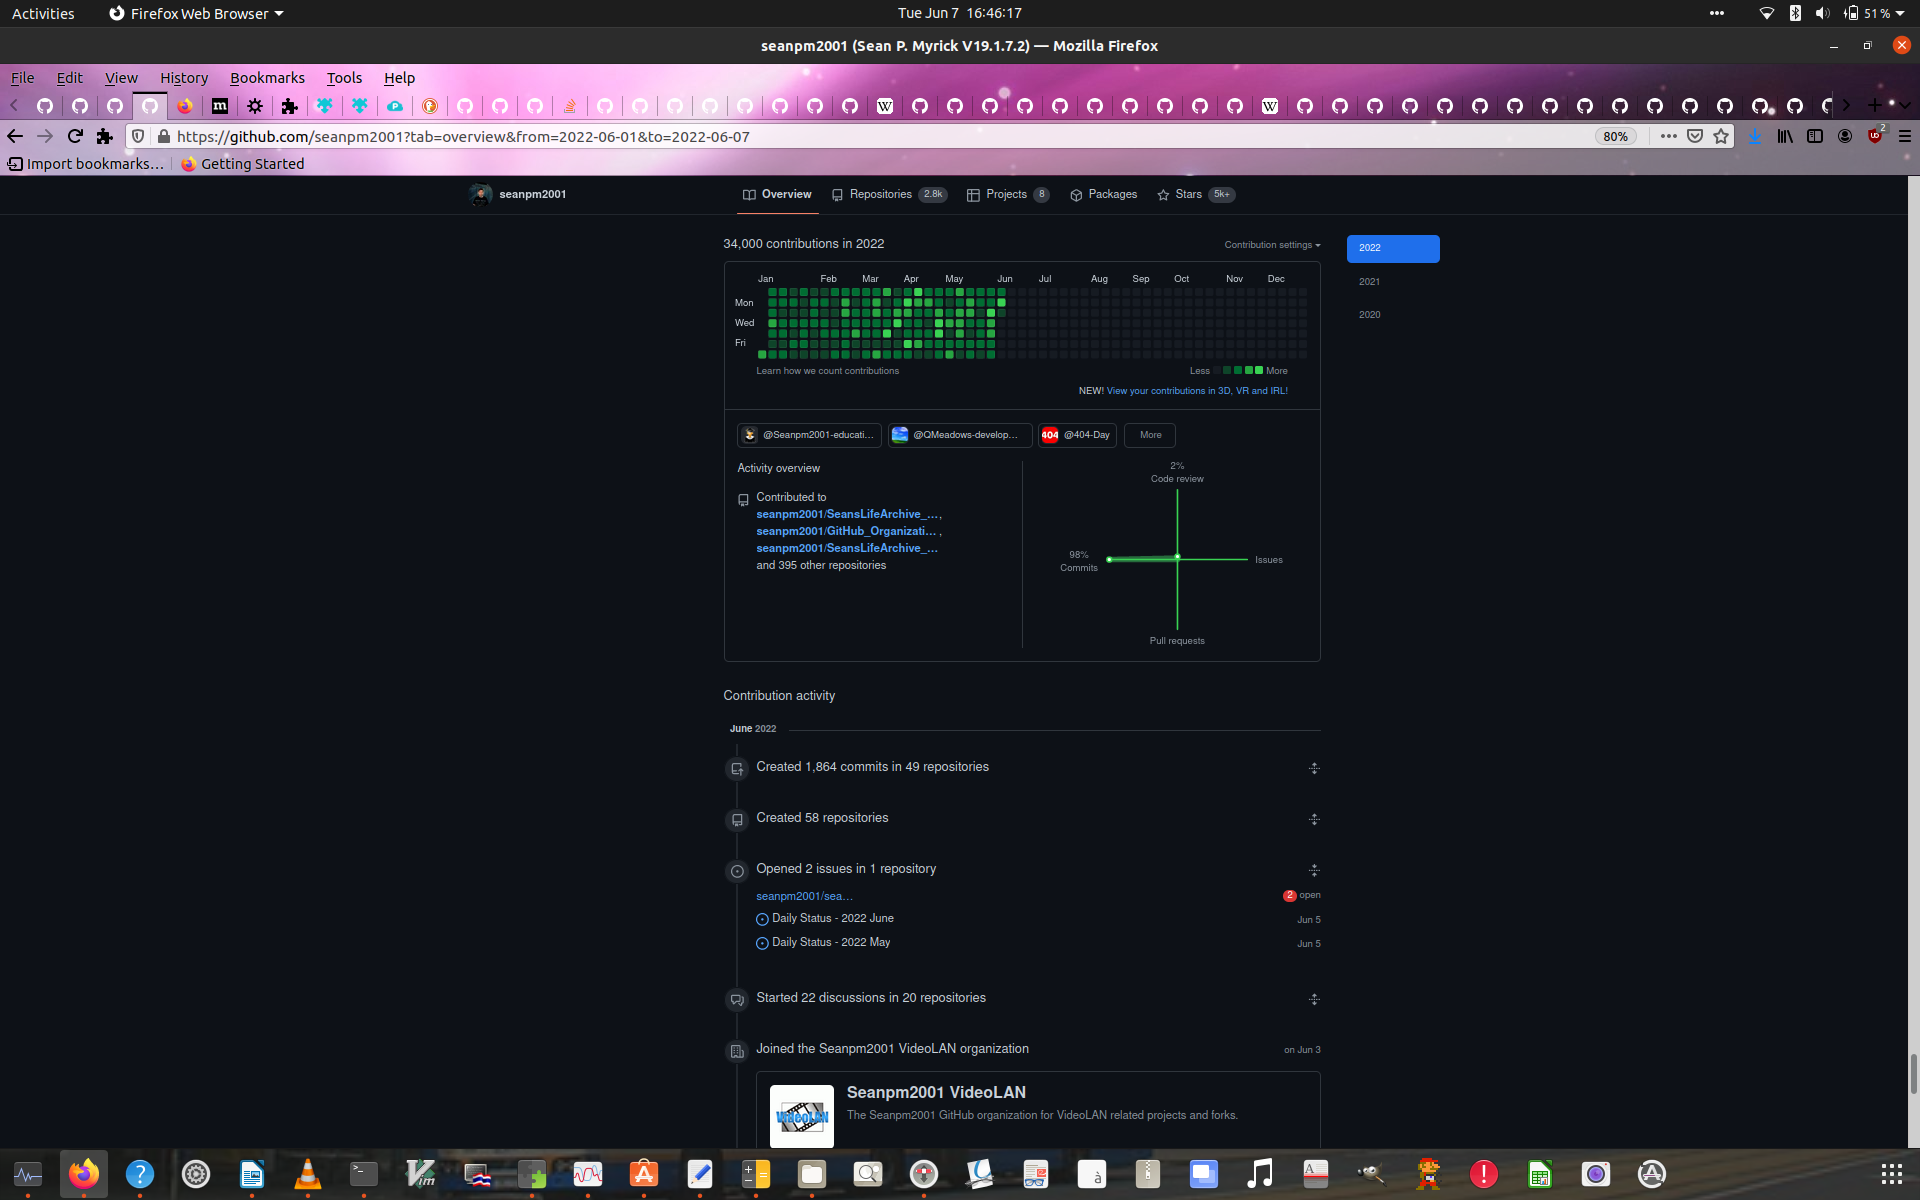 Activities
Firefox Web Browser
Tue Jun 7 16:46:17
51 %
seanpm2001 (Sean P. Myrick V19.1.7.2) — Mozilla Firefox
File Edit View History Bookmarks Tools Help
https://github.com/seanpm2001?tab=overview&from=2022-06-01&to=2022-06-07
80%
2
Import bookmarks…
Getting Started
seanpm2001
Overview
Repositories 2.8k
Projects 8
Packages
Stars 5k+
34,000 contributions in 2022
Contribution settings
2022
2021
2020
Jan Feb Mar Apr May Jun Jul Aug Sep Oct Nov Dec
Mon
Wed
Fri
Learn how we count contributions
Less More
NEW! View your contributions in 3D, VR and IRL!
@Seanpm2001-educati…
@QMeadows-develop…
404 @404-Day
More
Activity overview
Contributed to
seanpm2001/SeansLifeArchive_…,
seanpm2001/GitHub_Organizati… ,
seanpm2001/SeansLifeArchive_…
and 395 other repositories
2%
Code review
98%
Commits
Issues
Pull requests
Contribution activity
June 2022
Created 1,864 commits in 49 repositories
Created 58 repositories
Opened 2 issues in 1 repository
seanpm2001/sea…
2 open
Daily Status - 2022 June
Jun 5
Daily Status - 2022 May
Jun 5
Started 22 discussions in 20 repositories
Joined the Seanpm2001 VideoLAN organization
on Jun 3
VideoLAN
Seanpm2001 VideoLAN
The Seanpm2001 GitHub organization for VideoLAN related projects and forks.